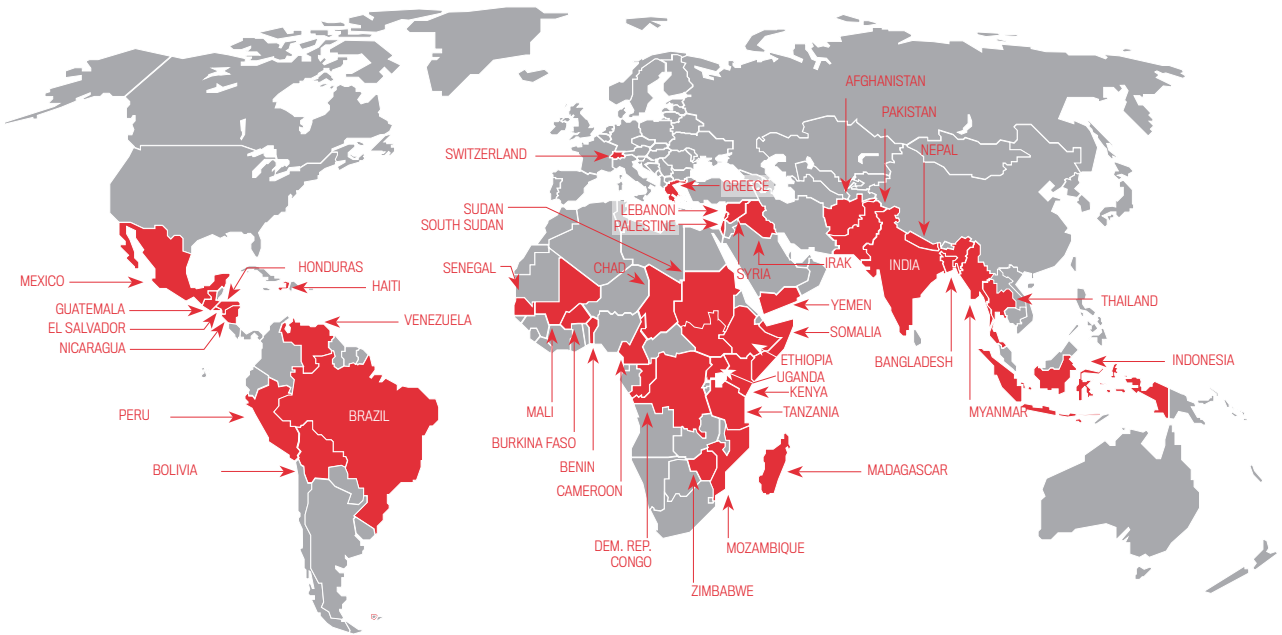 AFGHANISTAN
PAKISTAN
NEPAL
SWITZERLAND
GREECE
SUDAN
SOUTH SUDAN
LEBANON
PALESTINE
SENEGAL
CHAD
SYRIA
IRAK
INDIA
MEXICO
HONDURAS
HAITI
GUATEMALA
EL SALVADOR
NICARAGUA
VENEZUELA
YEMEN
SOMALIA
THAILAND
ETHIOPIA
UGANDA
KENYA
TANZANIA
BANGLADESH
INDONESIA
MYANMAR
PERU
BRAZIL
BOLIVIA
MALI
BURKINA FASO
BENIN
CAMEROON
MADAGASCAR
DEM. REP.
CONGO
MOZAMBIQUE
ZIMBABWE